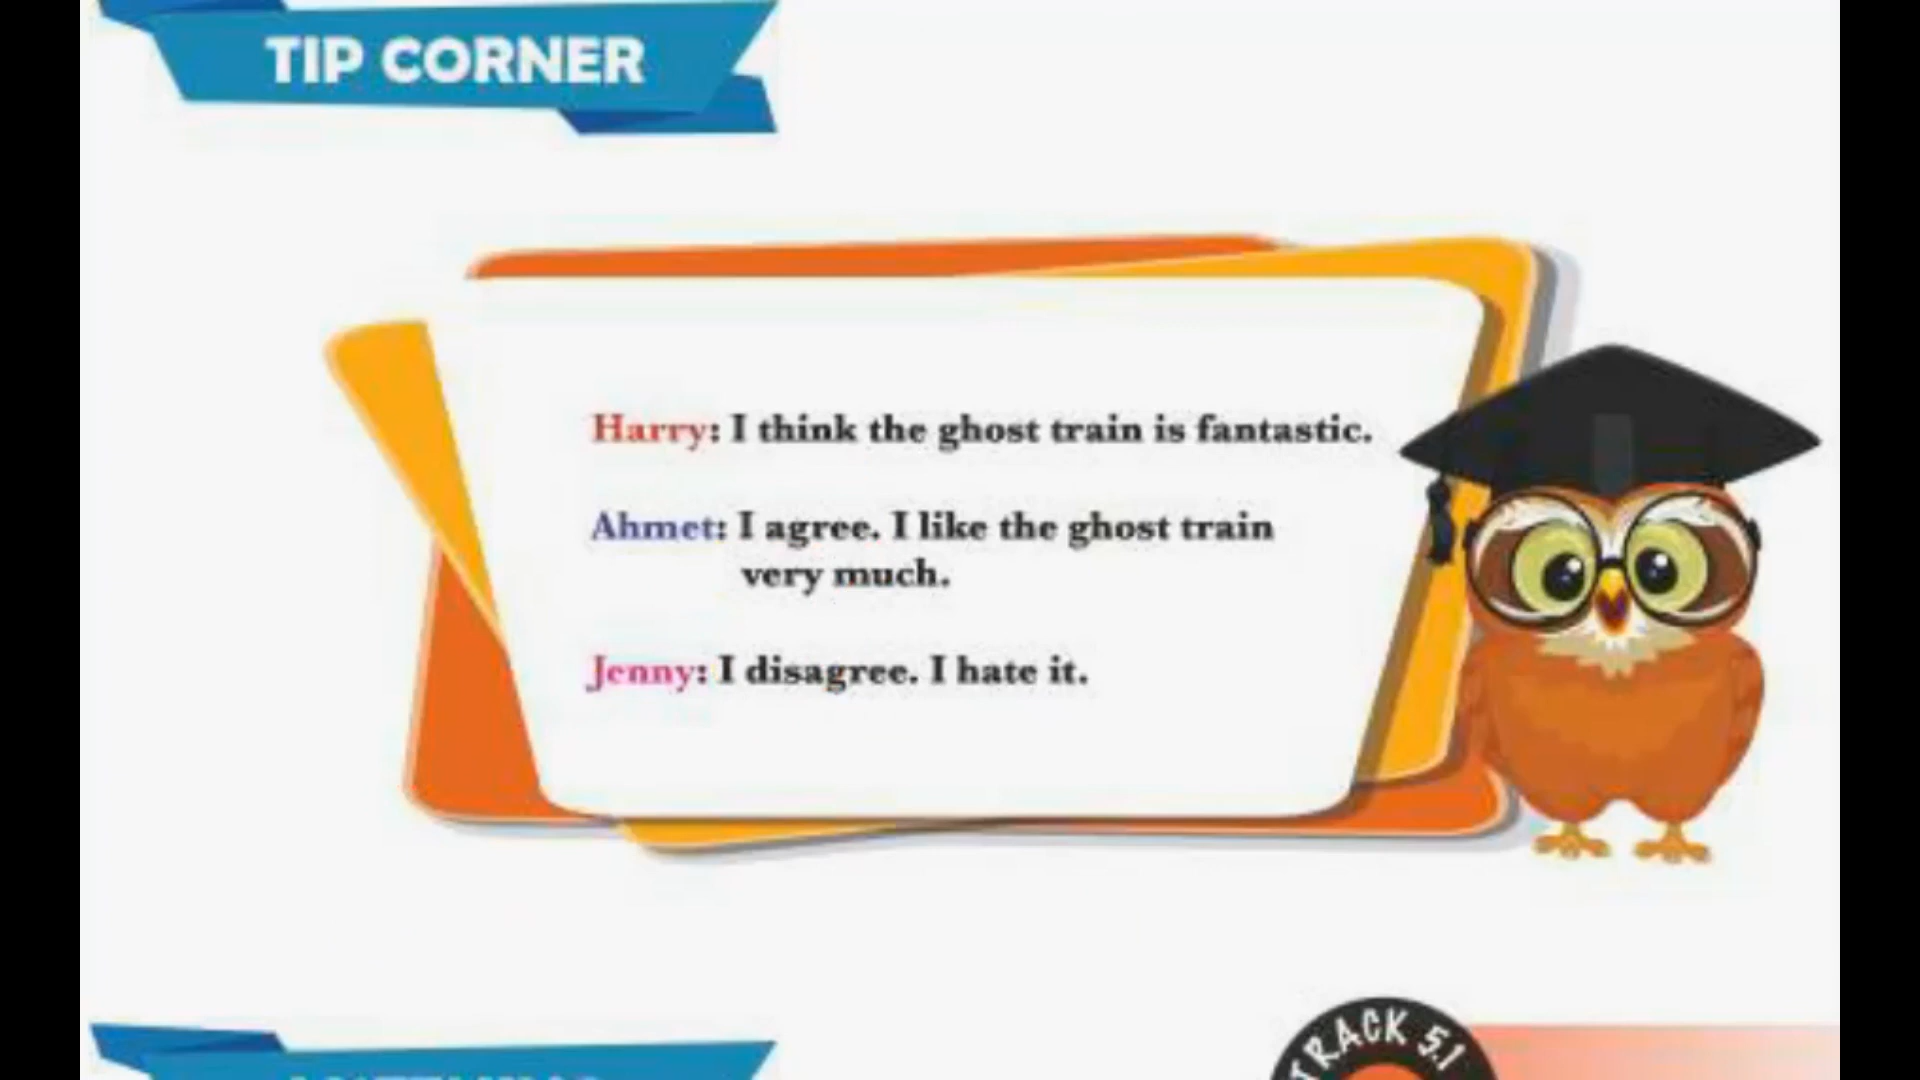 TIP CORNER
Harry: I think the ghost train is fantastic.
Ahmet: I agree. I like the ghost train
very much.
Jenny: I disagree. I hate it.
TRACK 5.1